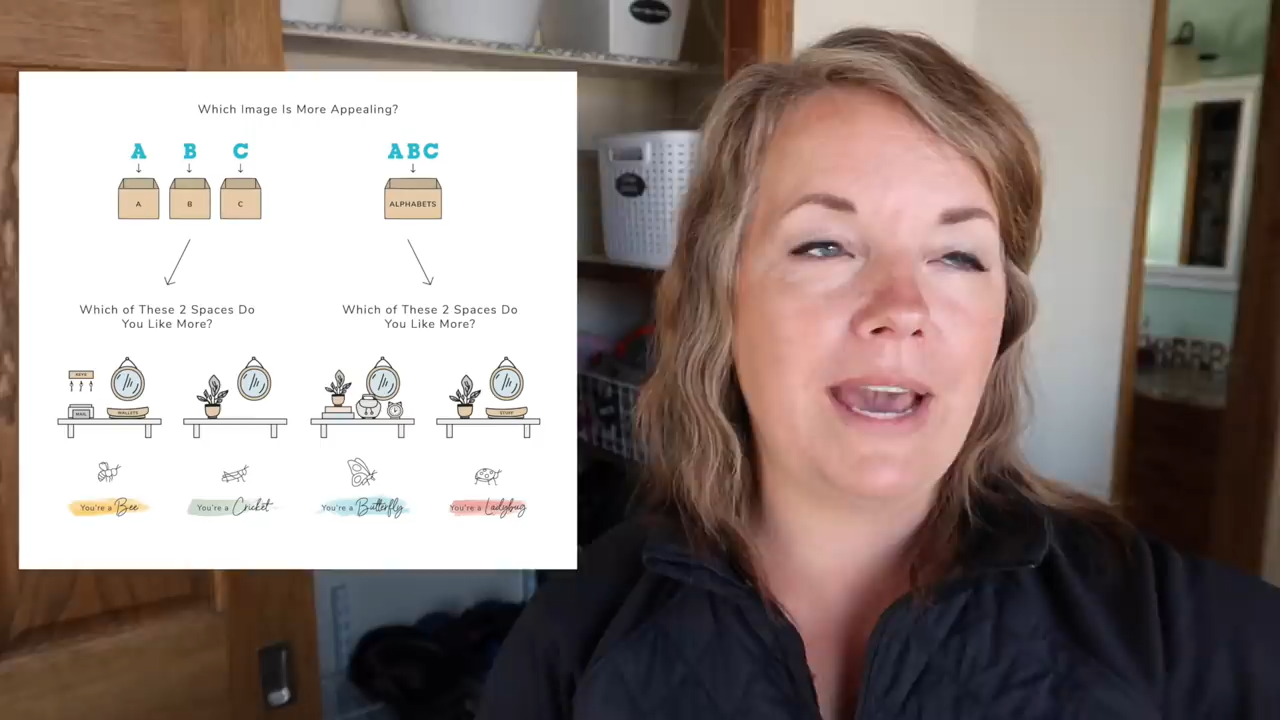 Which Image Is More Appealing?
A B C
ABC
A B C
ALPHABETS
Which of These 2 Spaces Do
You Like More?
Which of These 2 Spaces Do
You Like More?
KEYS
MAIL
WALLETS
STUFF
You're a Bee
You're a Cricket
You're a Butterfly
You're a Ladybug